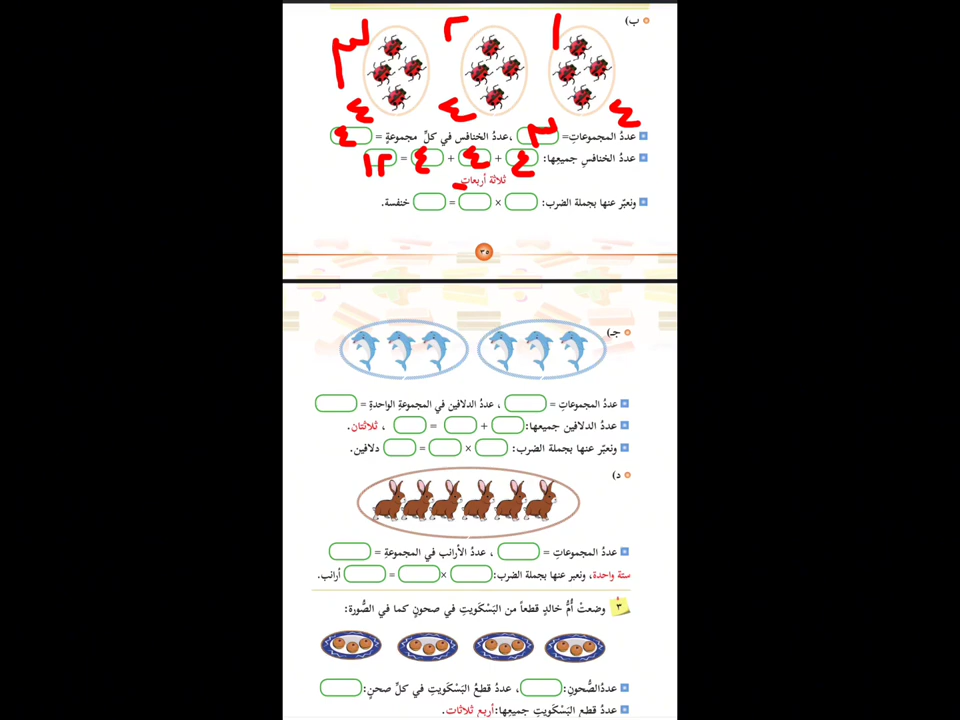 ب)
١ ٢ ٣
٤ ٤ ٤
عددُ المجموعاتِ= ٣ ،عددُ الخنافس في كلِّ مجموعةٍ = ٤
عددُ الخنافسِ جميعِها: ٤ + ٤ + ٤ = ١٢
ثلاثة أربعات
ونعبّر عنها بجملة الضرب: × = خنفسة.
٣٥
جـ)
عددُ المجموعاتِ = ، عددُ الدلافين في المجموعةِ الواحدةِ =
عددُ الدلافين جميعها: + = ، ثلاثتان.
ونعبّر عنها بجملة الضرب: × = دلافين.
د)
عددُ المجموعاتِ = ، عددُ الأرانب في المجموعةِ =
ستة واحدة، ونعبر عنها بجملة الضرب: × = أرانب.
٣ وضعتْ أُمُّ خالدٍ قطعاً من البَسْكَويتِ في صحونٍ كما في الصُّورة:
عددُ الصُّحونِ: ، عددُ قطعُ البَسْكَويتِ في كلِّ صحنٍ:
عددُ قطعِ البَسْكَويتِ جميعِها: أربع ثلاثات.